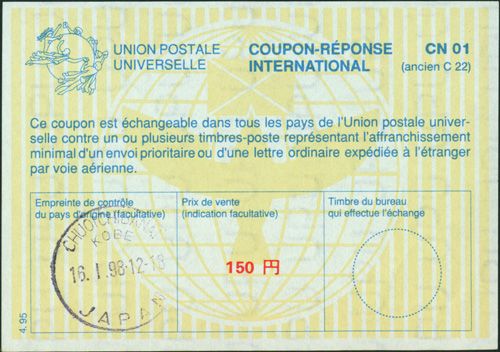 UNION POSTALE
UNIVERSELLE
COUPON-RÉPONSE
INTERNATIONAL
CN 01
(ancien C 22)
Ce coupon est échangeable dans tous les pays de l'Union postale univer-
selle contre un ou plusieurs timbres-poste représentant l'affranchissement
minimal d'un envoi prioritaire ou d'une lettre ordinaire expédiée à l'étranger
par voie aérienne.
Empreinte de contrôle
du pays d'origine (facultative)
Prix de vente
(indication facultative)
Timbre du bureau
qui effectue l'échange
KOBE
16. I .98-12-18
JAPAN
150 円
4.95